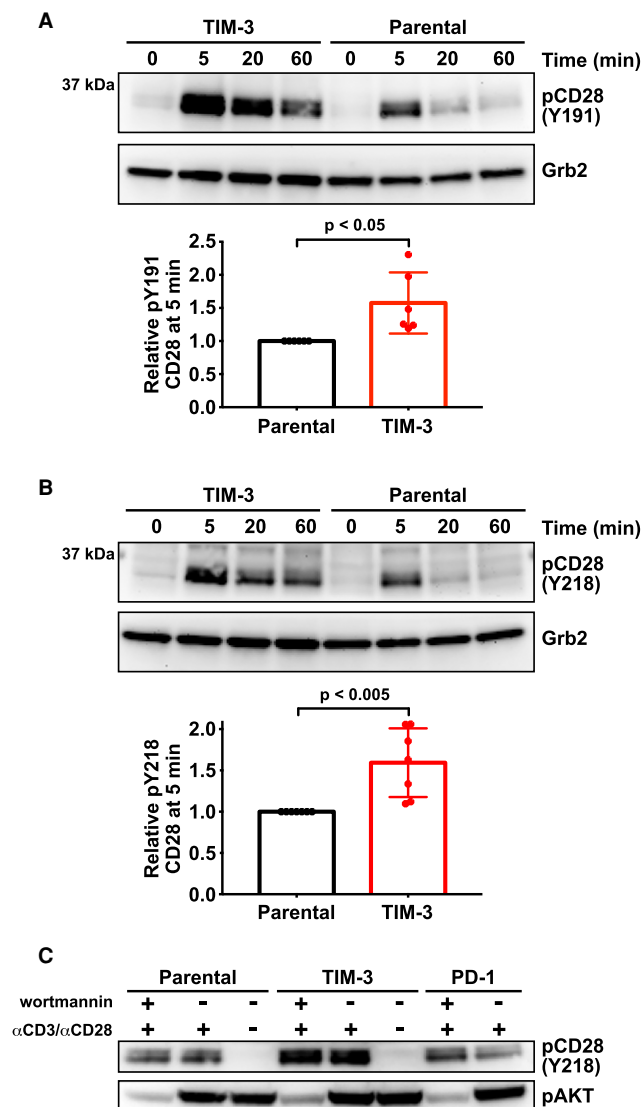 A
TIM-3 Parental
0 5 20 60 0 5 20 60 Time (min)
37 kDa
pCD28
(Y191)
Grb2
p < 0.05
Relative pY191
CD28 at 5 min
2.5
2.0
1.5
1.0
0.5
0.0
Parental TIM-3
B
TIM-3 Parental
0 5 20 60 0 5 20 60 Time (min)
37 kDa
pCD28
(Y218)
Grb2
p < 0.005
Relative pY218
CD28 at 5 min
2.0
1.5
1.0
0.5
0.0
Parental TIM-3
C
Parental TIM-3 PD-1
wortmannin + - - + - - + -
αCD3/αCD28 + + - + + - + +
pCD28
(Y218)
pAKT